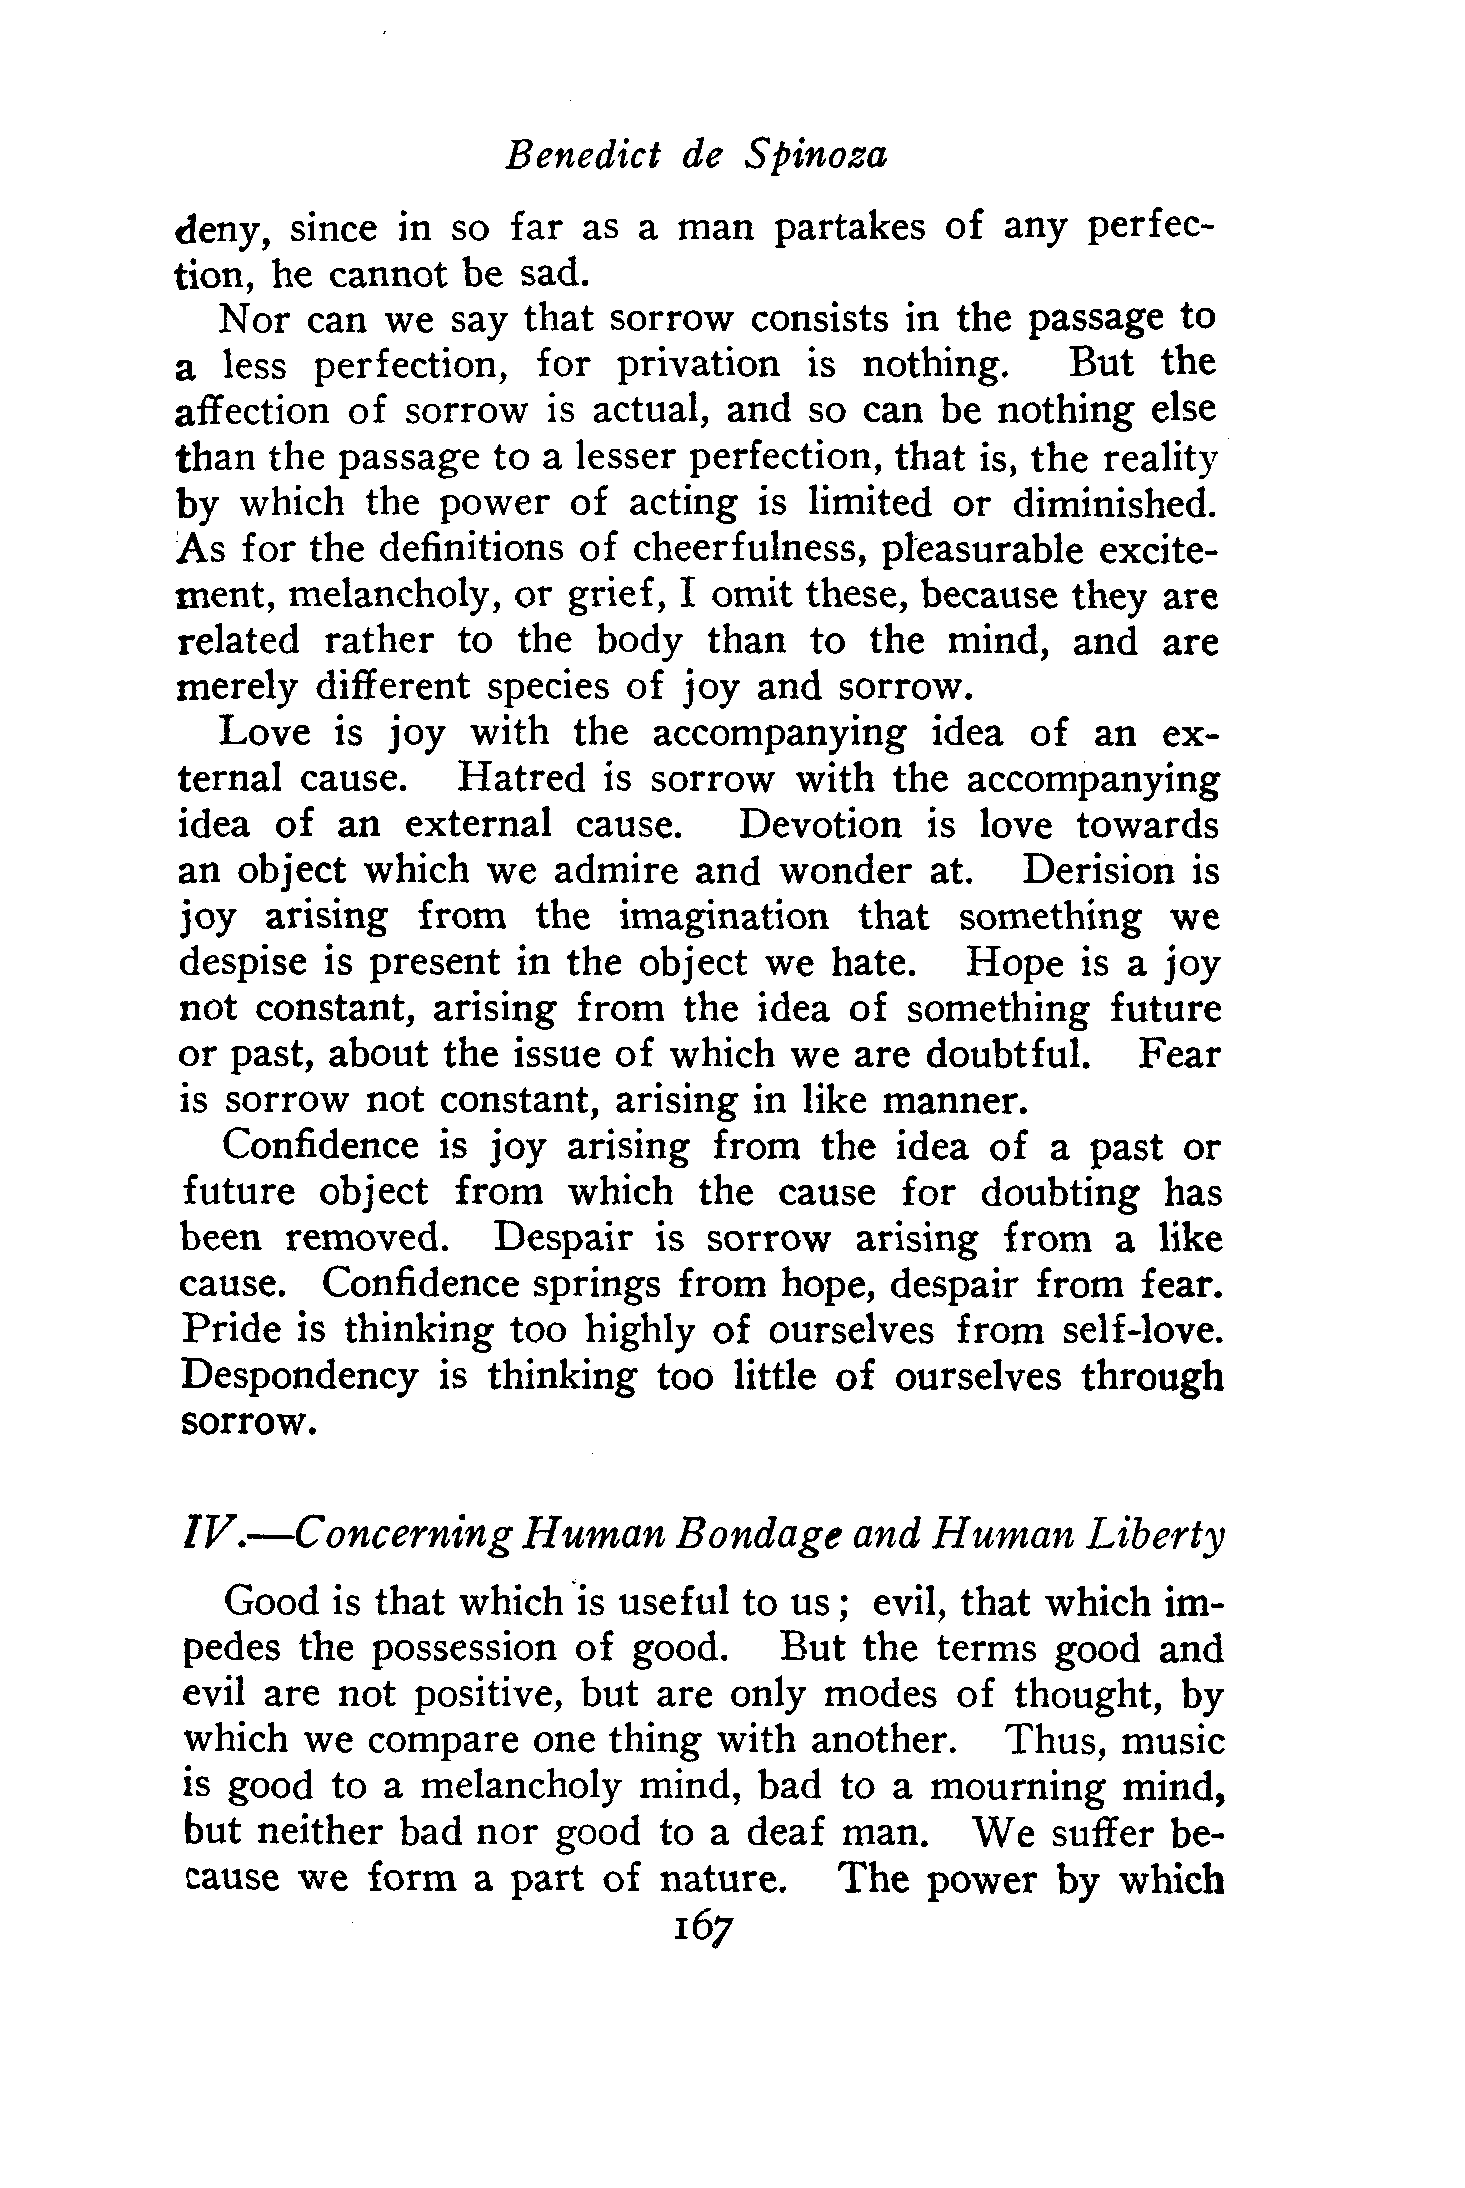 Benedict de Spinoza
deny, since in so far as a man partakes of any perfec-
tion, he cannot be sad.
Nor can we say that sorrow consists in the passage to
a less perfection, for privation is nothing. But the
affection of sorrow is actual, and so can be nothing else
than the passage to a lesser perfection, that is, the reality
by which the power of acting is limited or diminished.
As for the definitions of cheerfulness, pleasurable excite-
ment, melancholy, or grief, I omit these, because they are
related rather to the body than to the mind, and are
merely different species of joy and sorrow.
Love is joy with the accompanying idea of an ex-
ternal cause. Hatred is sorrow with the accompanying
idea of an external cause. Devotion is love towards
an object which we admire and wonder at. Derision is
joy arising from the imagination that something we
despise is present in the object we hate. Hope is a joy
not constant, arising from the idea of something future
or past, about the issue of which we are doubtful. Fear
is sorrow not constant, arising in like manner.
Confidence is joy arising from the idea of a past or
future object from which the cause for doubting has
been removed. Despair is sorrow arising from a like
cause. Confidence springs from hope, despair from fear.
Pride is thinking too highly of ourselves from self-love.
Despondency is thinking too little of ourselves through
sorrow.
IV.—Concerning Human Bondage and Human Liberty
Good is that which is useful to us; evil, that which im-
pedes the possession of good. But the terms good and
evil are not positive, but are only modes of thought, by
which we compare one thing with another. Thus, music
is good to a melancholy mind, bad to a mourning mind,
but neither bad nor good to a deaf man. We suffer be-
cause we form a part of nature. The power by which
167